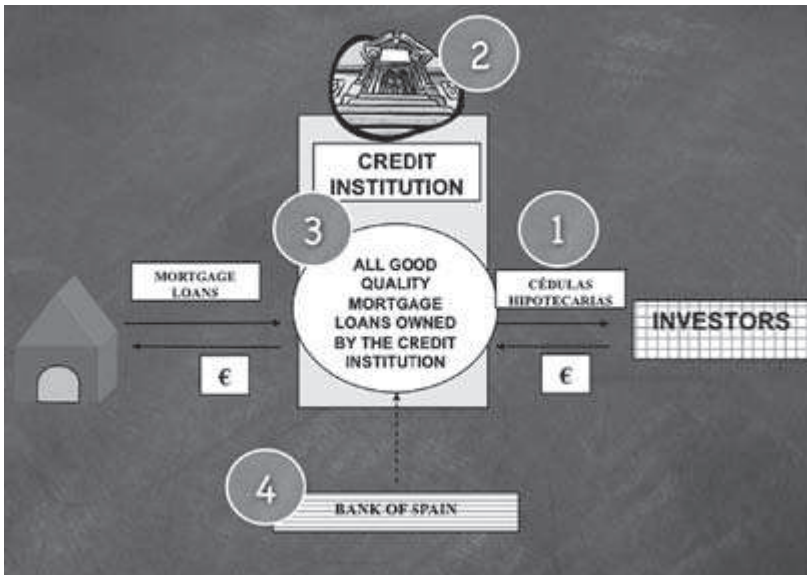 2
CREDIT
INSTITUTION
3
1
ALL GOOD
QUALITY
MORTGAGE
LOANS OWNED
BY THE CREDIT
INSTITUTION
MORTGAGE
LOANS
€
CÉDULAS
HIPOTECARIAS
€
INVESTORS
4
BANK OF SPAIN